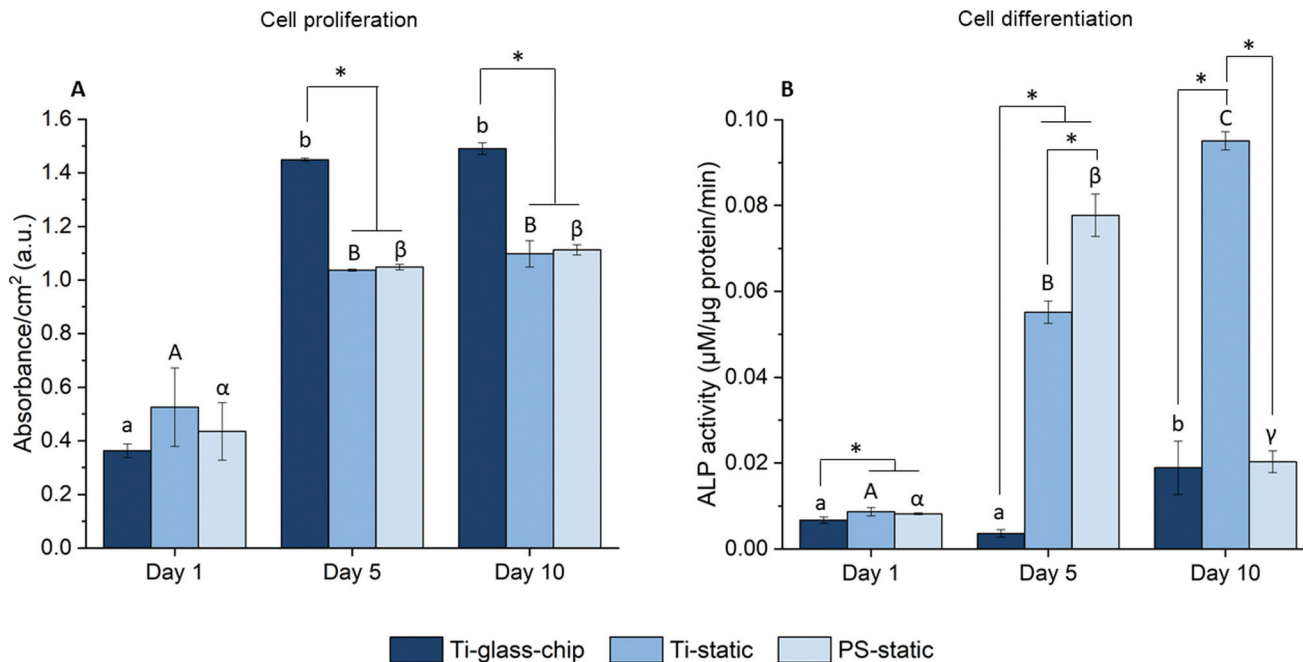 Cell proliferation
A
Absorbance/cm² (a.u.)
1.6
1.4
1.2
1.0
0.8
0.6
0.4
0.2
0.0
*
*
b
b
B
β
B
β
a
A
α
Day 1
Day 5
Day 10
Cell differentiation
B
ALP activity (µM/µg protein/min)
0.10
0.08
0.06
0.04
0.02
0.00
*
*
*
*
*
*
C
β
B
b
γ
a
A
α
a
Day 1
Day 5
Day 10
Ti-glass-chip
Ti-static
PS-static